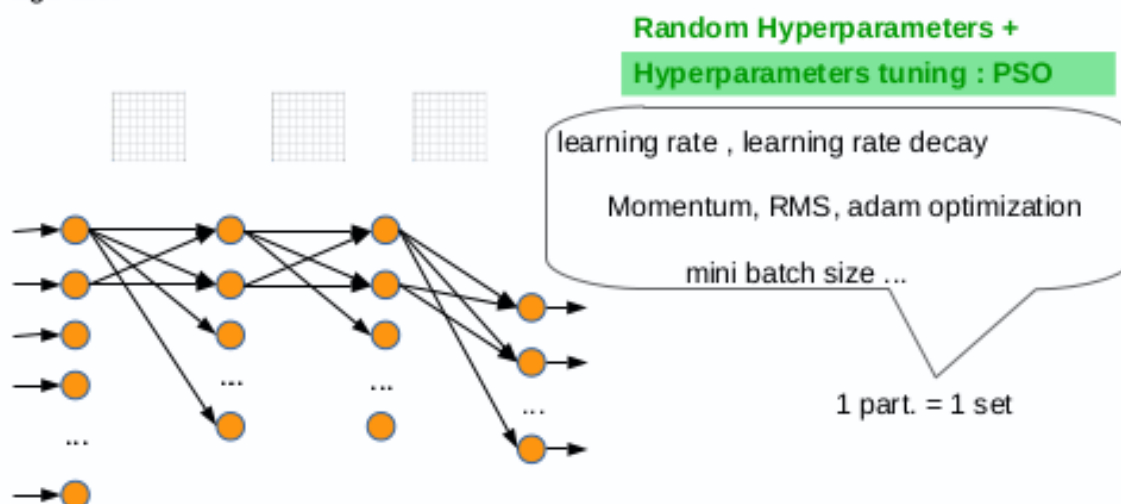 Random Hyperparameters +
Hyperparameters tuning : PSO
learning rate , learning rate decay
Momentum, RMS, adam optimization
mini batch size ...
...
...
...
...
1 part. = 1 set